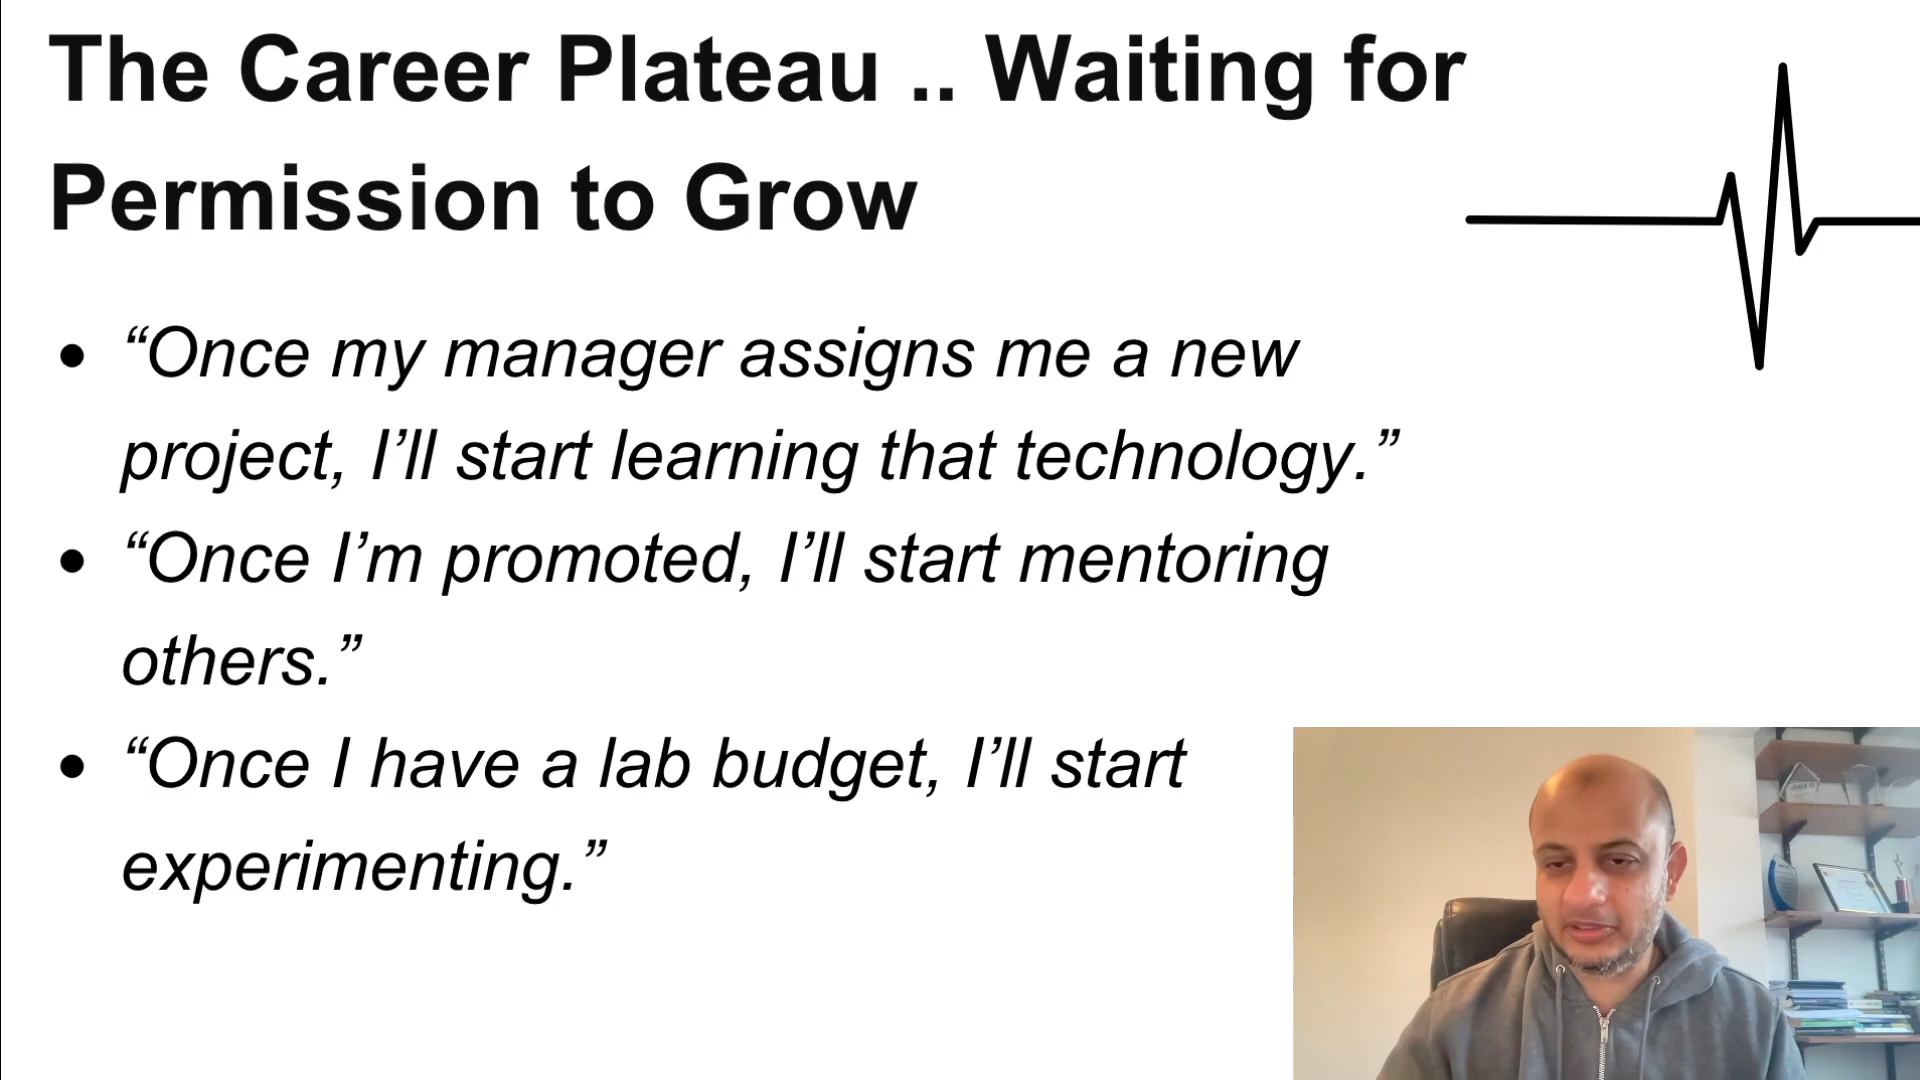 The Career Plateau .. Waiting for
Permission to Grow
• “Once my manager assigns me a new
project, I’ll start learning that technology.”
• “Once I’m promoted, I’ll start mentoring
others.”
• “Once I have a lab budget, I’ll start
experimenting.”